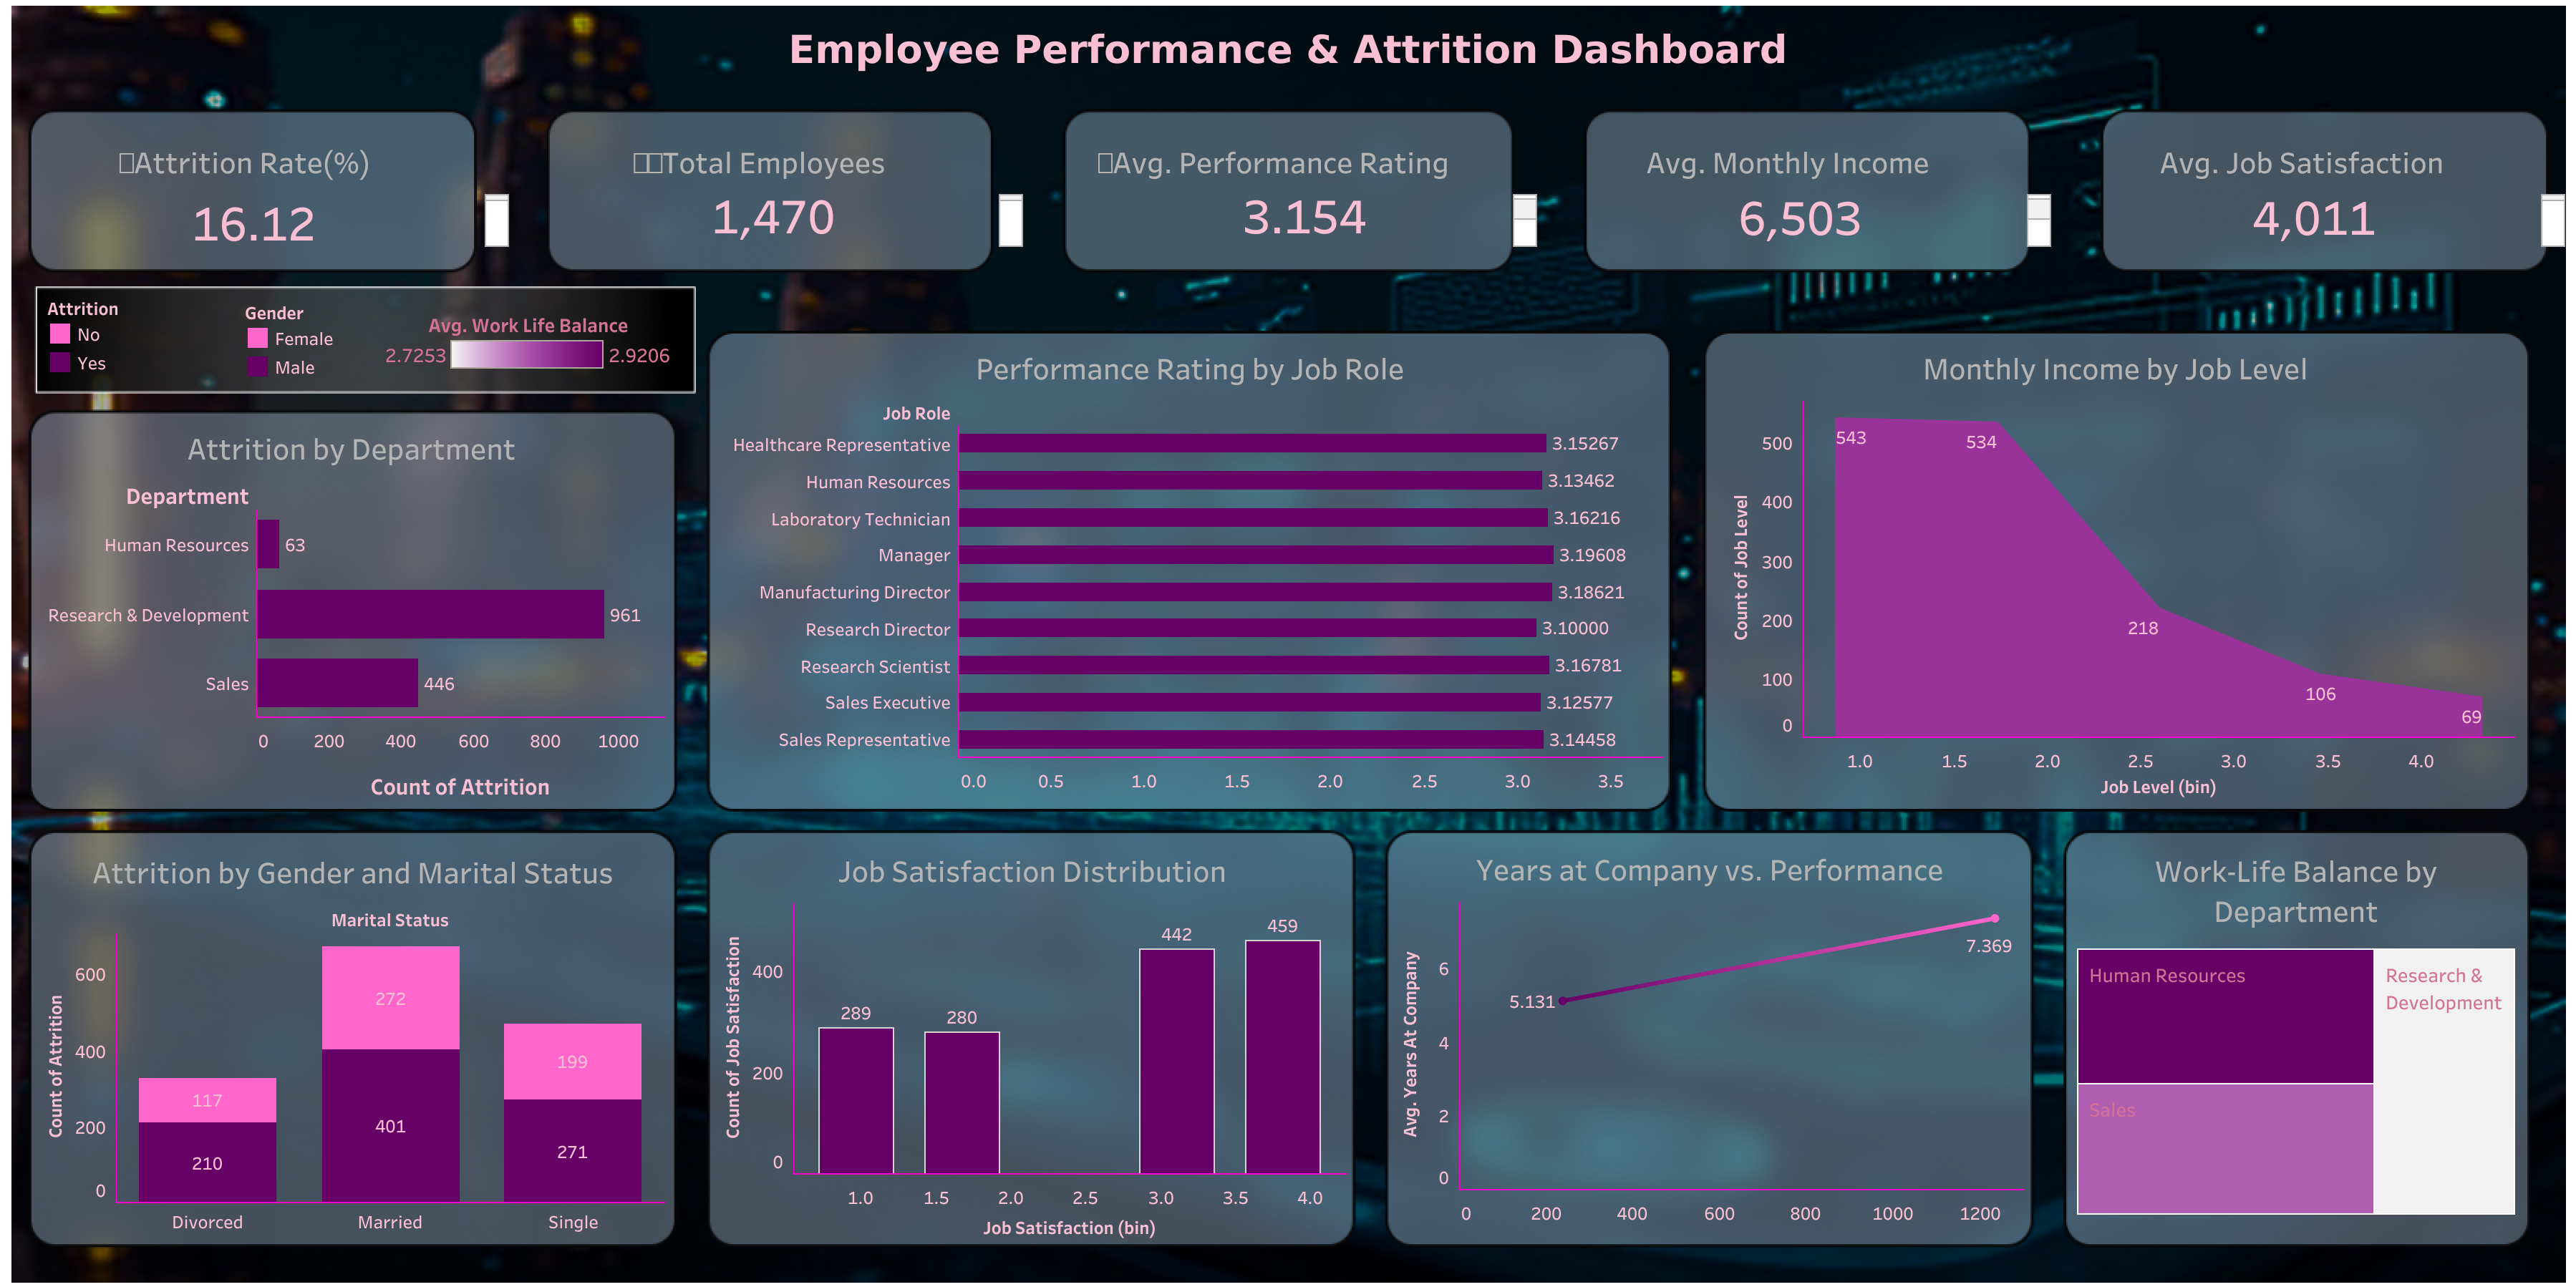 Employee Performance & Attrition Dashboard
Attrition Rate(%)
16.12
Total Employees
1,470
Avg. Performance Rating
3.154
Avg. Monthly Income
6,503
Avg. Job Satisfaction
4,011
Attrition
No
Yes
Gender
Female
Male
Avg. Work Life Balance
2.7253 2.9206
Attrition by Department
Department
Human Resources 63
Research & Development 961
Sales 446
0 200 400 600 800 1000
Count of Attrition
Performance Rating by Job Role
Job Role
Healthcare Representative 3.15267
Human Resources 3.13462
Laboratory Technician 3.16216
Manager 3.19608
Manufacturing Director 3.18621
Research Director 3.10000
Research Scientist 3.16781
Sales Executive 3.12577
Sales Representative 3.14458
0.0 0.5 1.0 1.5 2.0 2.5 3.0 3.5
Monthly Income by Job Level
Count of Job Level
500
400
300
200
100
0
543
534
218
106
69
1.0 1.5 2.0 2.5 3.0 3.5 4.0
Job Level (bin)
Attrition by Gender and Marital Status
Marital Status
Count of Attrition
600
400
200
0
117
210
272
401
199
271
Divorced Married Single
Job Satisfaction Distribution
Count of Job Satisfaction
400
200
0
289
280
442
459
1.0 1.5 2.0 2.5 3.0 3.5 4.0
Job Satisfaction (bin)
Years at Company vs. Performance
Avg. Years At Company
6
4
2
0
5.131
7.369
0 200 400 600 800 1000 1200
Work-Life Balance by
Department
Human Resources
Research &
Development
Sales